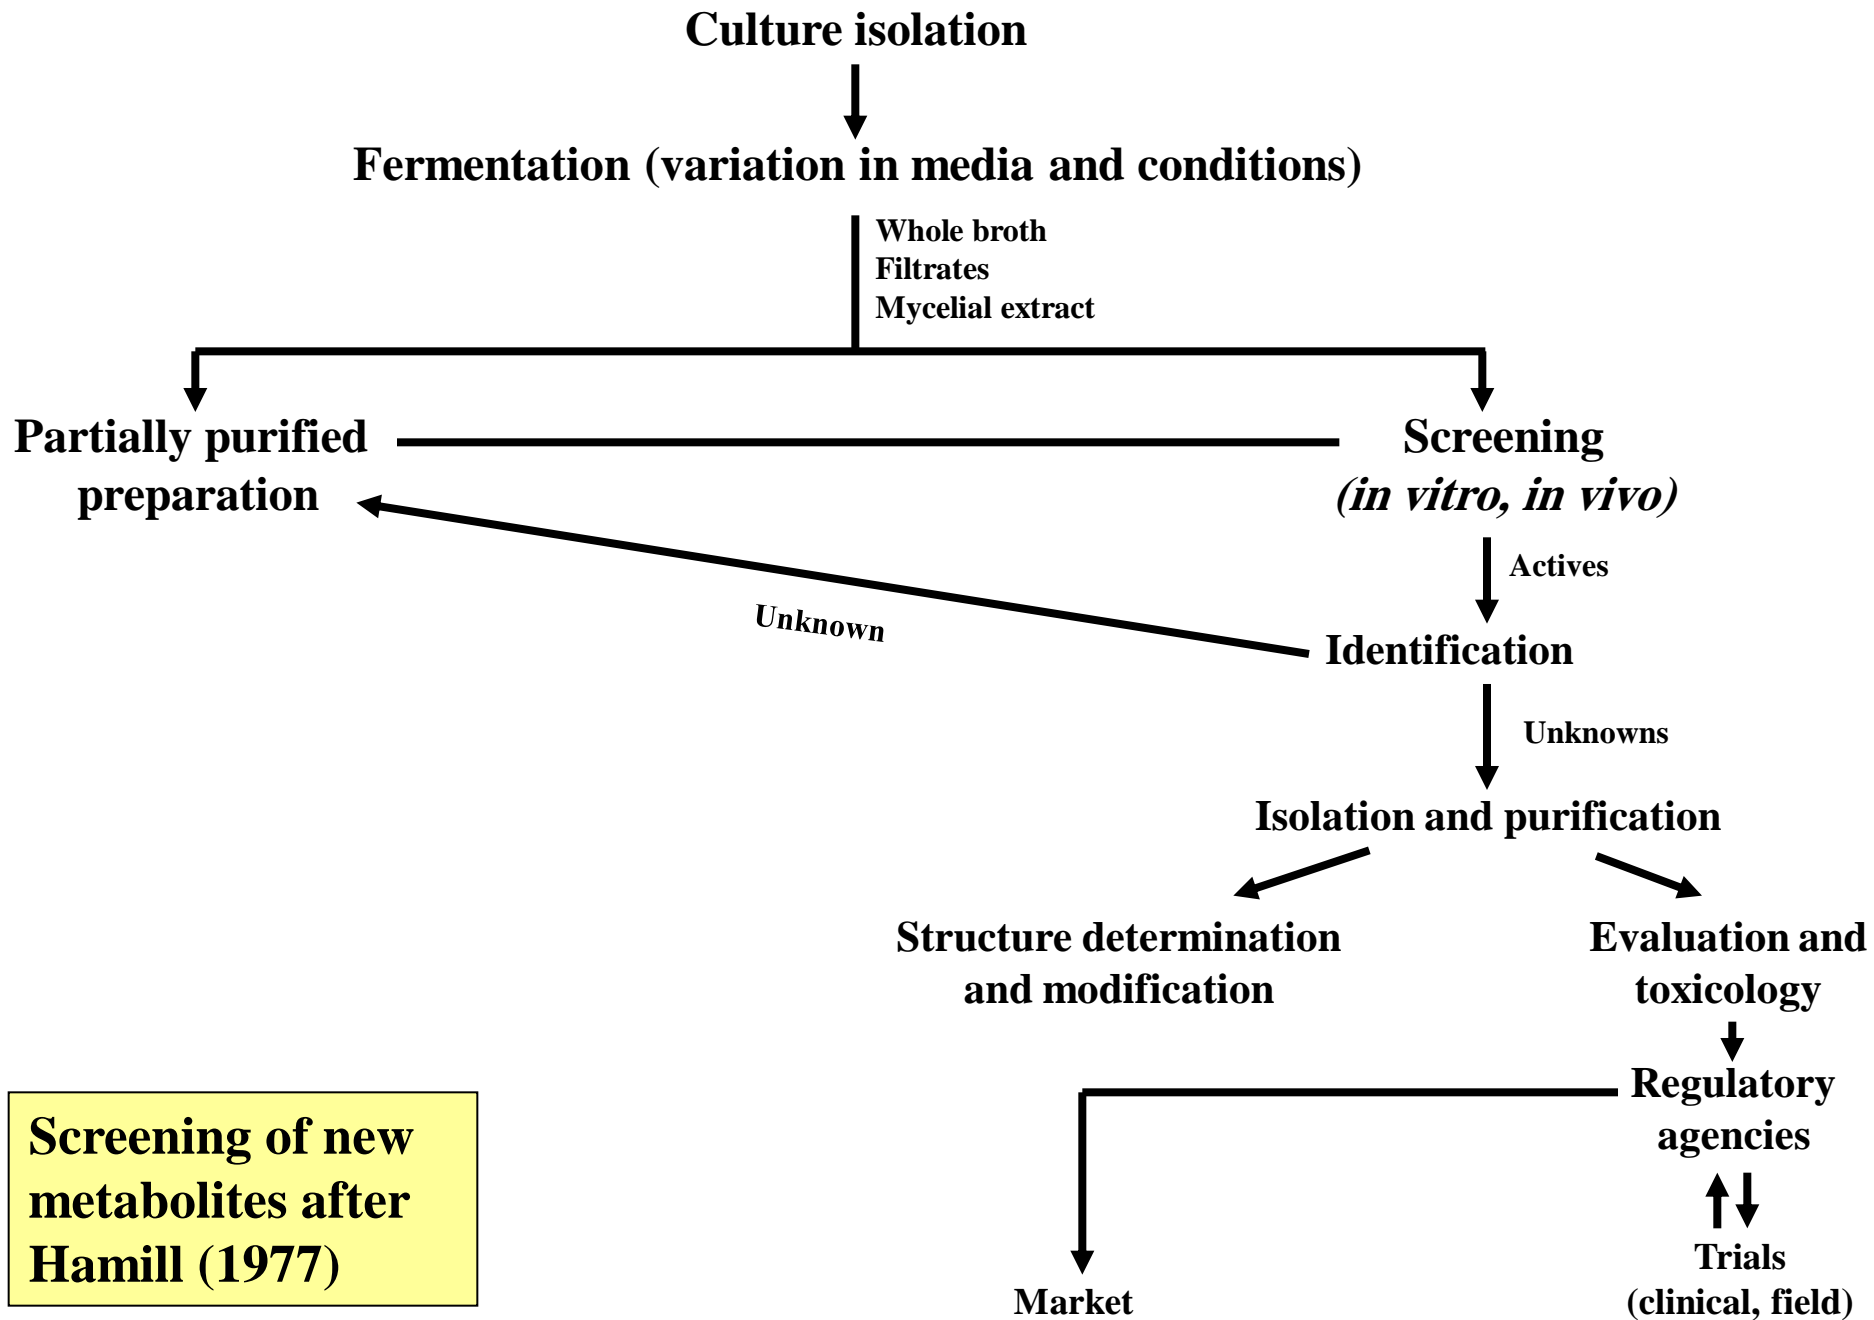 Culture isolation
Fermentation (variation in media and conditions)
Whole broth
Filtrates
Mycelial extract
Partially purified
preparation
Screening
(in vitro, in vivo)
Actives
Unknown
Identification
Unknowns
Isolation and purification
Structure determination
and modification
Evaluation and
toxicology
Regulatory
agencies
Screening of new
metabolites after
Hamill (1977)
Market
Trials
(clinical, field)